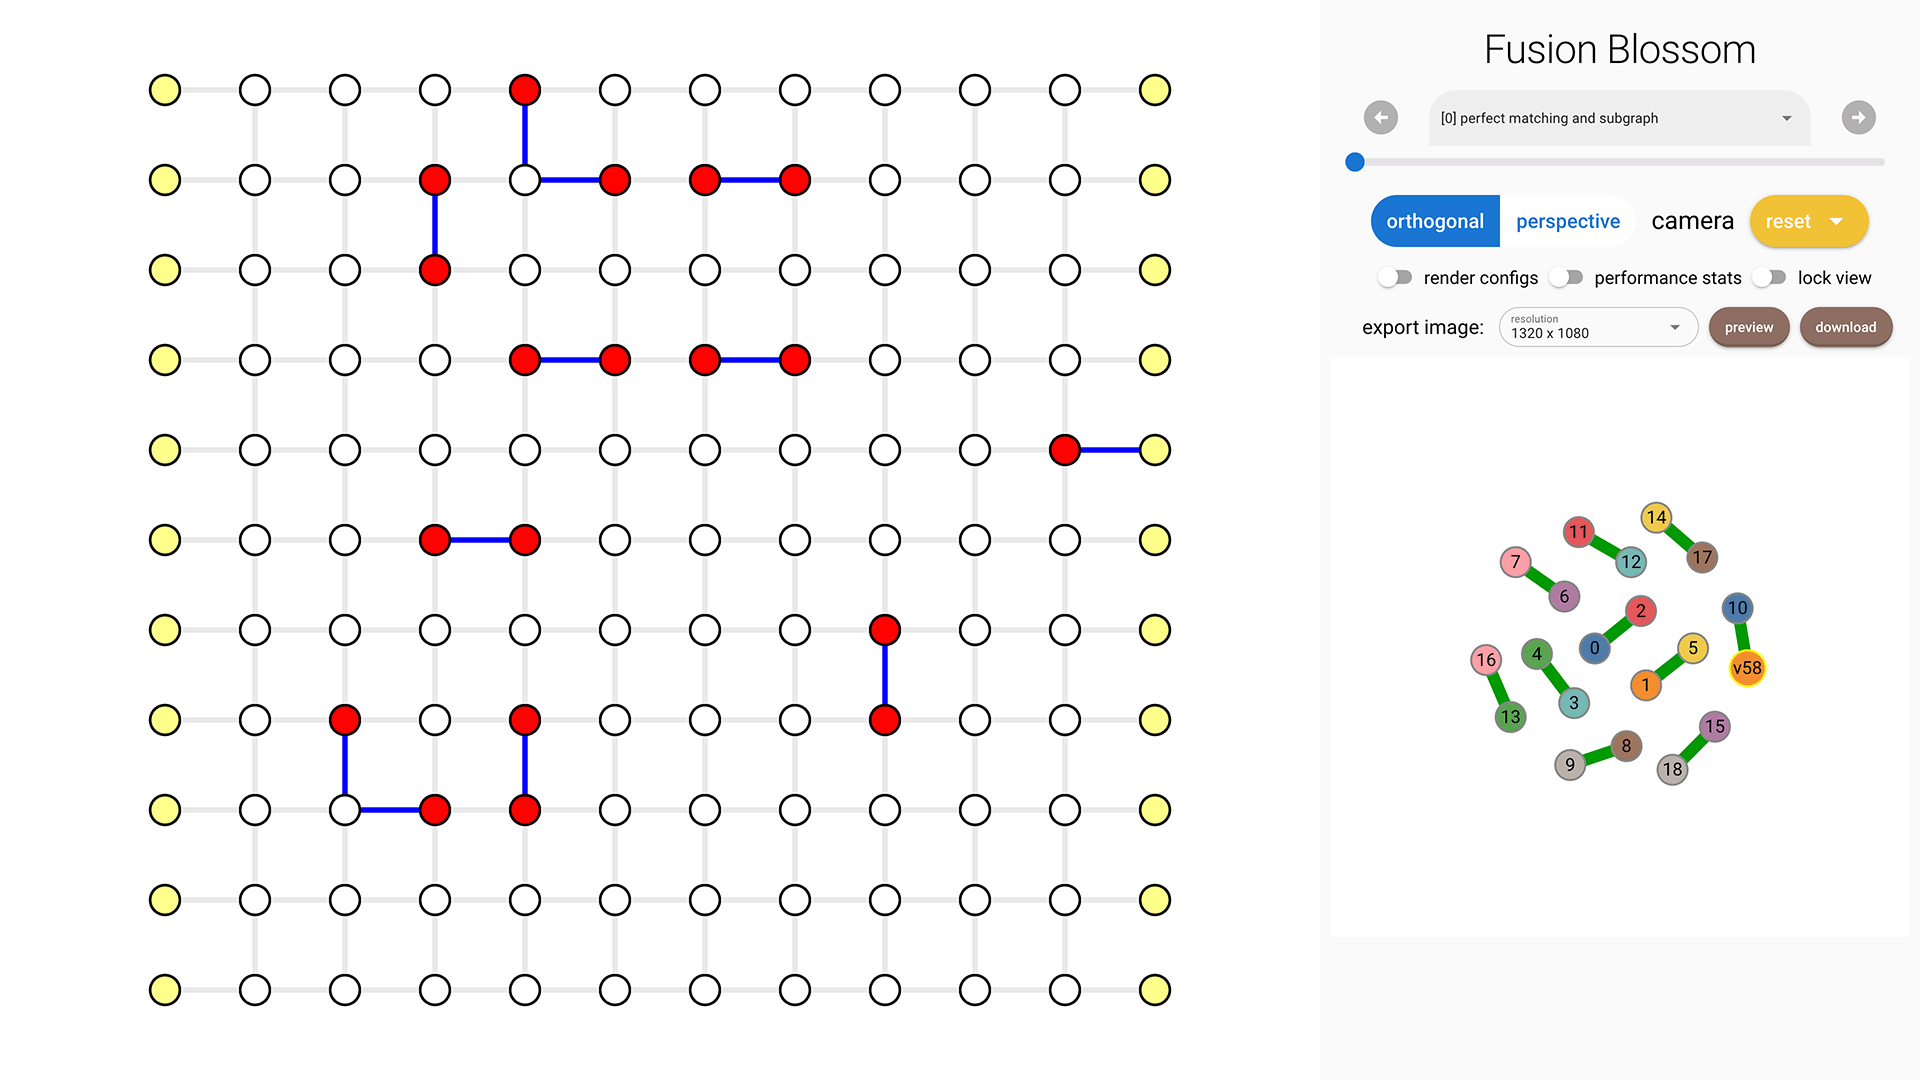 Fusion Blossom
[0] perfect matching and subgraph
orthogonal perspective camera reset
render configs performance stats lock view
export image: resolution 1320 x 1080 preview download
14
11
17
7 12
6
10
2
0 5
4
16 v58
1
3
13
15
8
9 18